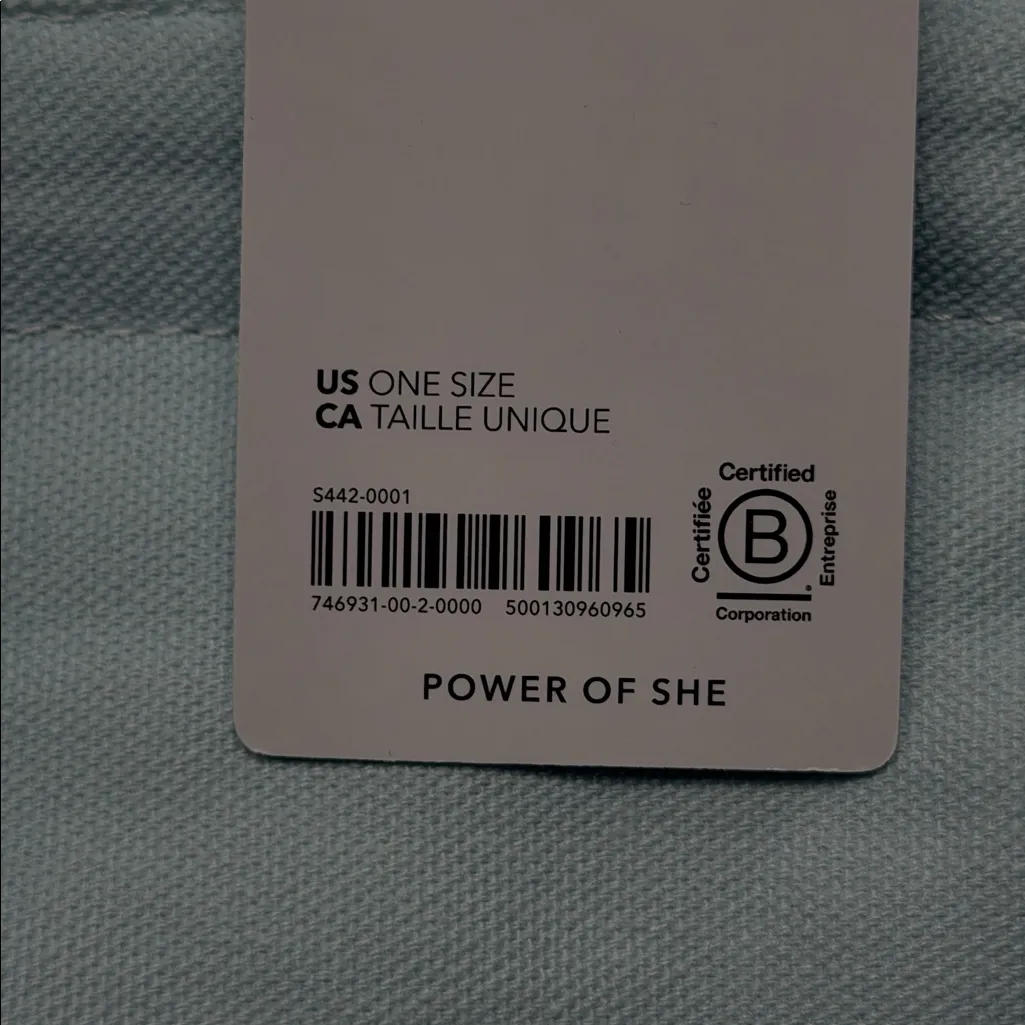 US ONE SIZE
CA TAILLE UNIQUE
S442-0001
746931-00-2-0000 500130960965
Certified
Certifiée
B
Entreprise
Corporation
POWER OF SHE